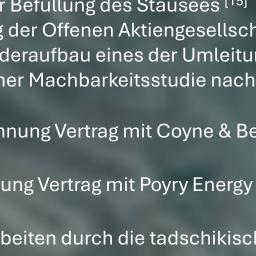 r Befüllung des Stausees [15]
g der Offenen Aktiengesellsch
deraufbau eines der Umleitu
ner Machbarkeitsstudie nach
nnung Vertrag mit Coyne & Be
ung Vertrag mit Poyry Energy
beiten durch die tadschikisch